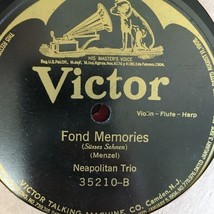 HIS MASTER'S VOICE
Victor
Violin - Flute - Harp
Fond Memories
(Süsses Sehnen)
(Menzel)
Neapolitan Trio
35210-B
VICTOR TALKING MACHINE CO. Camden, N.J.